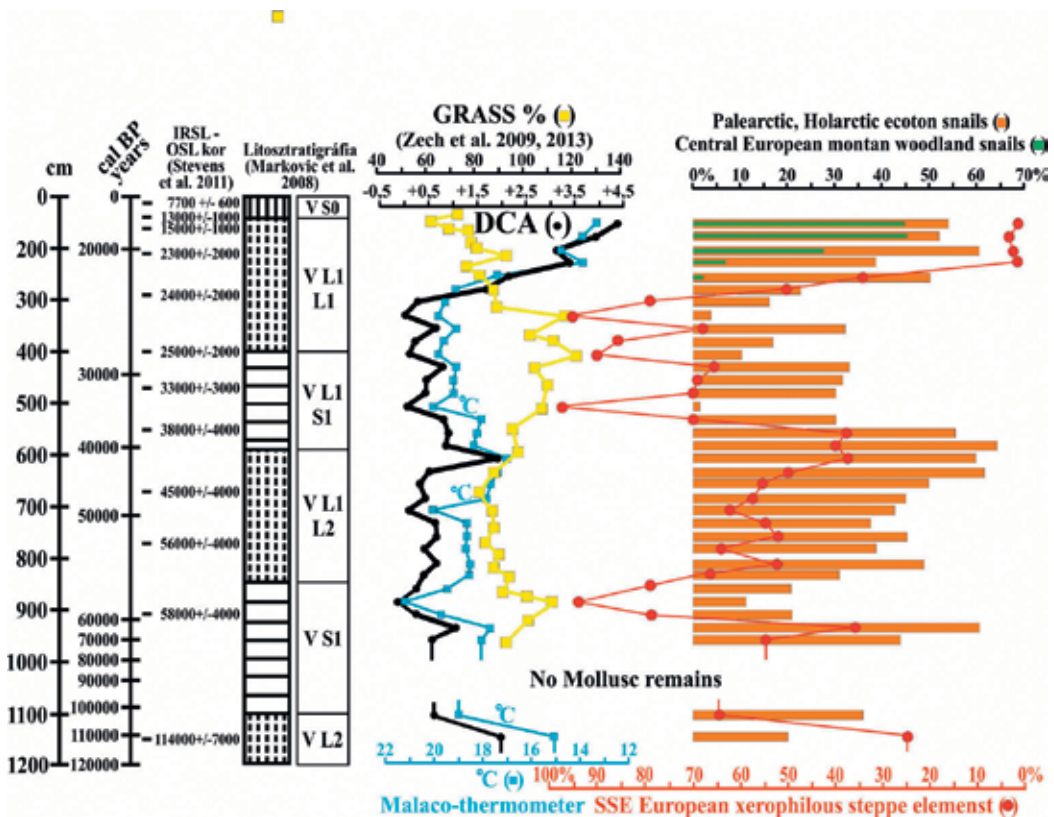 GRASS % (■)
(Zech et al. 2009, 2013)
40 60 80 100 120 140
-0.5 +0.5 +1.5 +2.5 +3.5 +4.5
DCA (•)
Palearctic, Holarctic ecoton snails (■)
Central European montan woodland snails (■)
0% 10 20 30 40 50 60 70%
cm
cal BP
years
IRSL -
OSL kor
(Stevens
et al. 2011)
Litosztratigráfia
(Markovic et al.
2008)
0
100
200
300
400
500
600
700
800
900
1000
1100
1200
0
20000
30000
40000
50000
60000
70000
80000
90000
100000
110000
120000
7700 +/- 600
13000+/-1000
15000+/-1000
23000+/-2000
24000+/-2000
25000+/-2000
33000+/-3000
38000+/-4000
45000+/-4000
56000+/-4000
58000+/-4000
114000+/-7000
V S0
V L1
L1
V L1
S1
V L1
L2
V S1
V L2
°C
°C
No Mollusc remains
°C
22 20 19 18 16 14 12
°C (■)
Malaco-thermometer
100% 90 80 70 60 50 40 30 20 10 0%
SSE European xerophilous steppe elemenst (•)